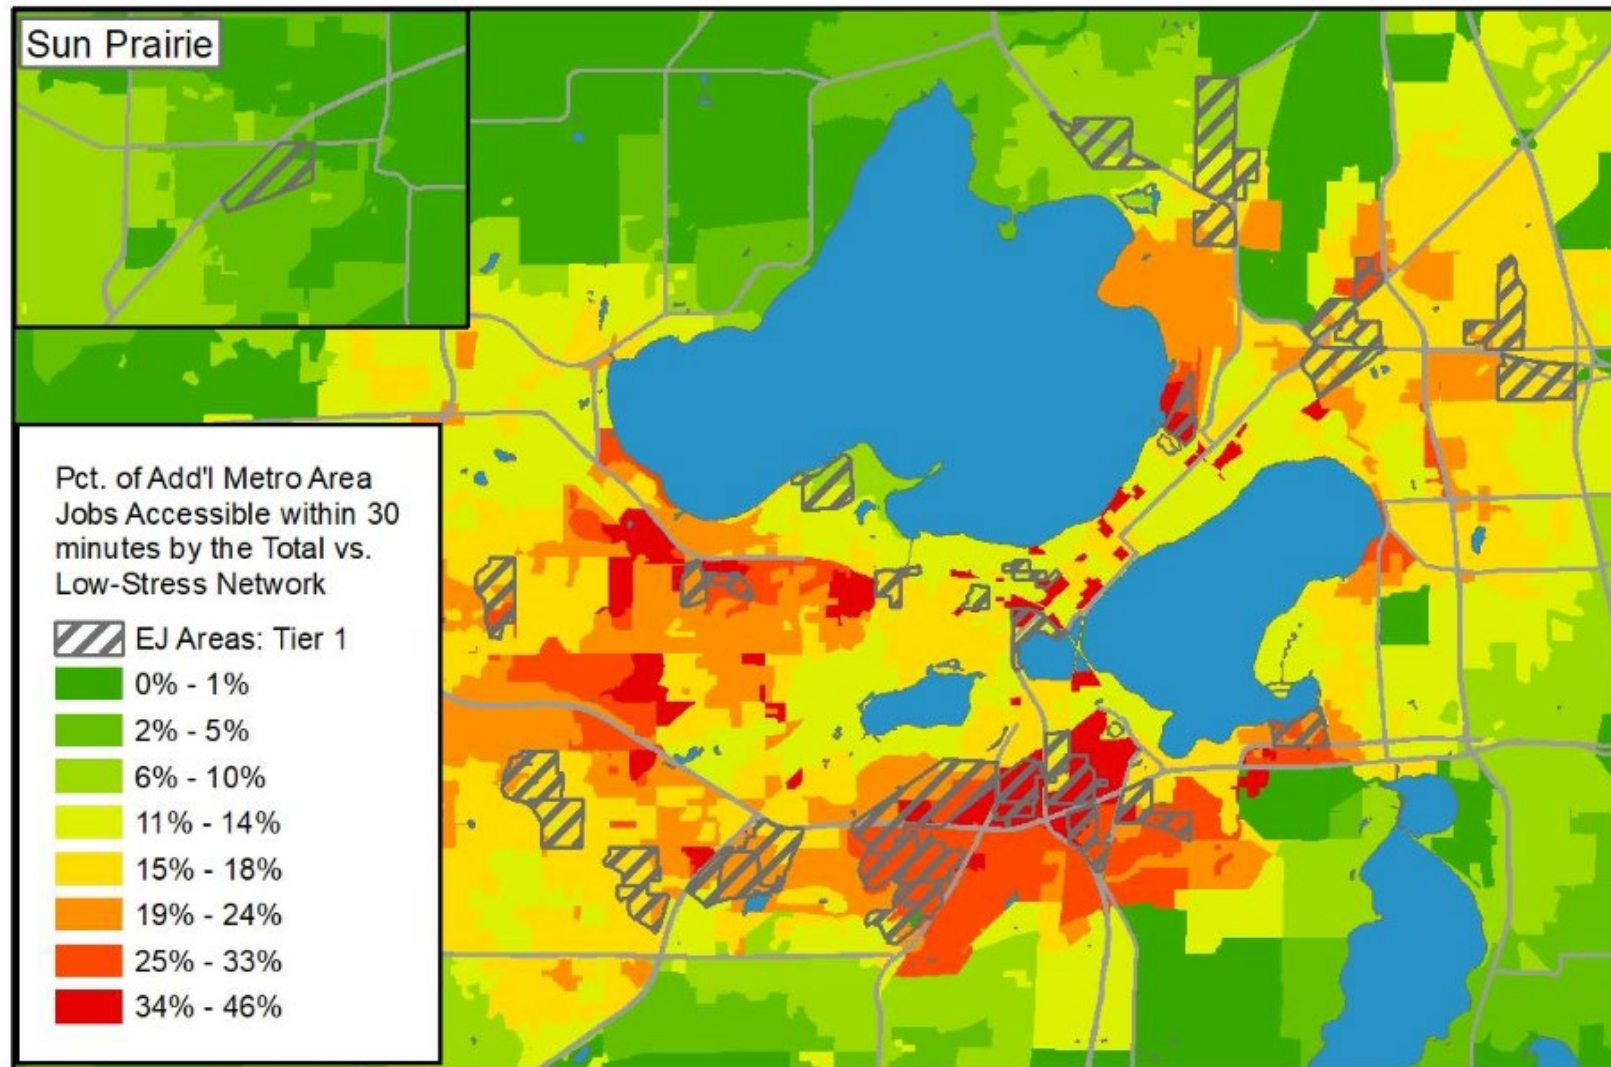 Sun Prairie
Pct. of Add'l Metro Area
Jobs Accessible within 30
minutes by the Total vs.
Low-Stress Network
EJ Areas: Tier 1
0% - 1%
2% - 5%
6% - 10%
11% - 14%
15% - 18%
19% - 24%
25% - 33%
34% - 46%